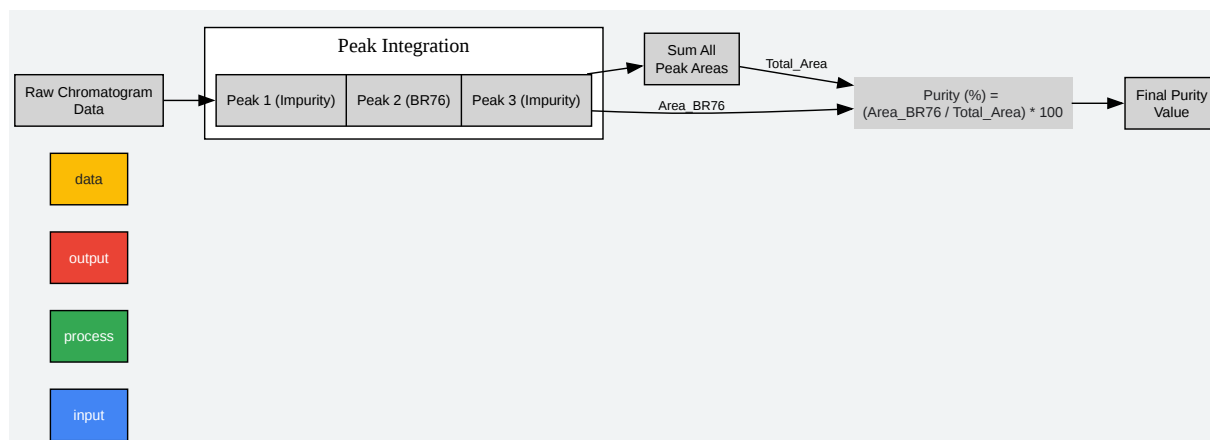 Peak Integration
Raw Chromatogram
Data
Peak 1 (Impurity)
Peak 2 (BR76)
Peak 3 (Impurity)
Sum All
Peak Areas
Total_Area
Area_BR76
Purity (%) =
(Area_BR76 / Total_Area) * 100
Final Purity
Value
data
output
process
input